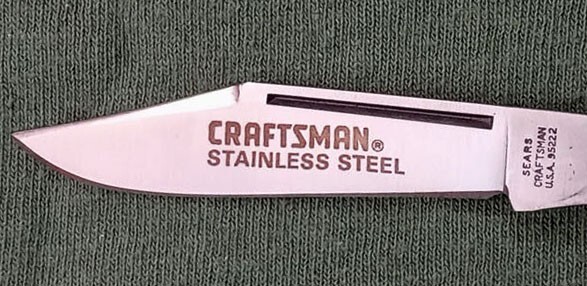 CRAFTSMAN®
STAINLESS STEEL
SEARS
CRAFTSMAN
U.S.A. 95222